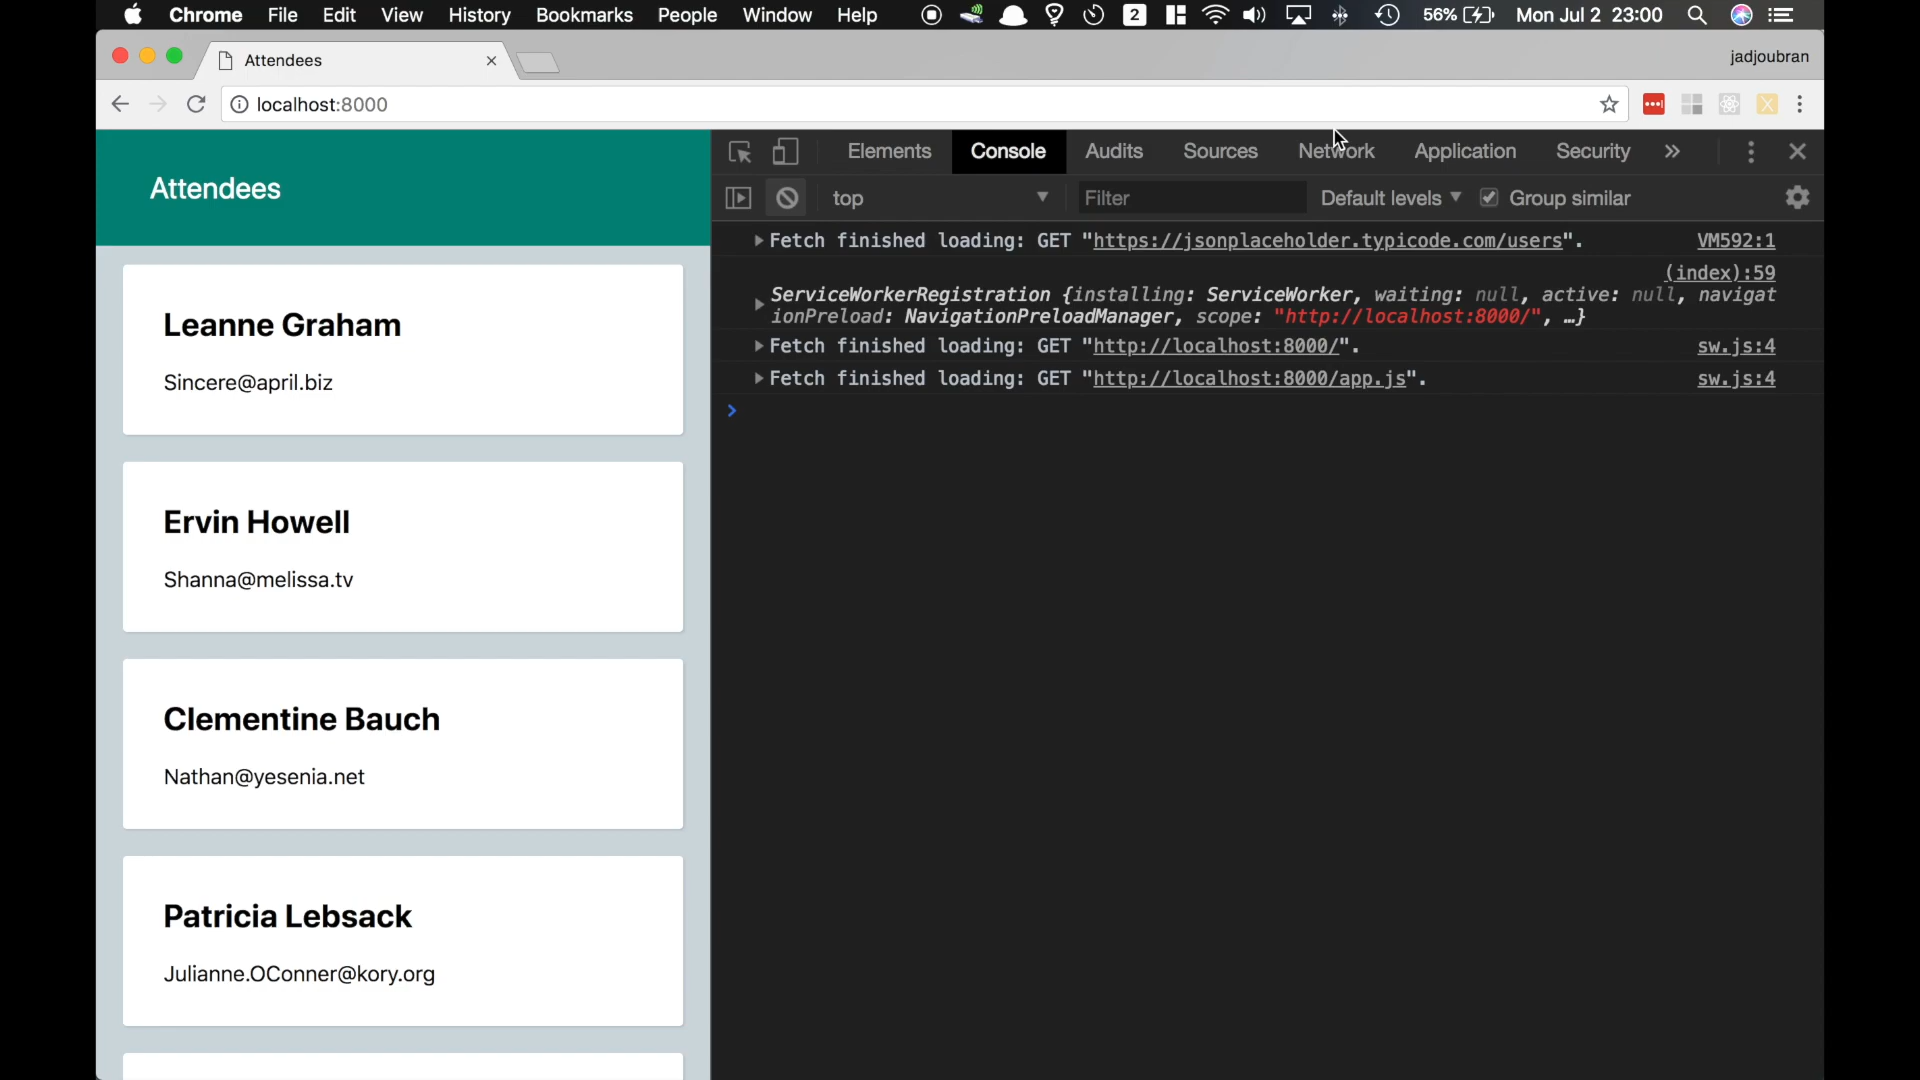 Chrome File Edit View History Bookmarks People Window Help 2 56% Mon Jul 2 23:00
Attendees
jadjoubran
localhost:8000
Attendees
Leanne Graham
Sincere@april.biz
Ervin Howell
Shanna@melissa.tv
Clementine Bauch
Nathan@yesenia.net
Patricia Lebsack
Julianne.OConner@kory.org
Elements Console Audits Sources Network Application Security »
top Filter Default levels Group similar
Fetch finished loading: GET "https://jsonplaceholder.typicode.com/users". VM592:1
(index):59
ServiceWorkerRegistration {installing: ServiceWorker, waiting: null, active: null, navigat
ionPreload: NavigationPreloadManager, scope: "http://localhost:8000/", …}
Fetch finished loading: GET "http://localhost:8000/". sw.js:4
Fetch finished loading: GET "http://localhost:8000/app.js". sw.js:4